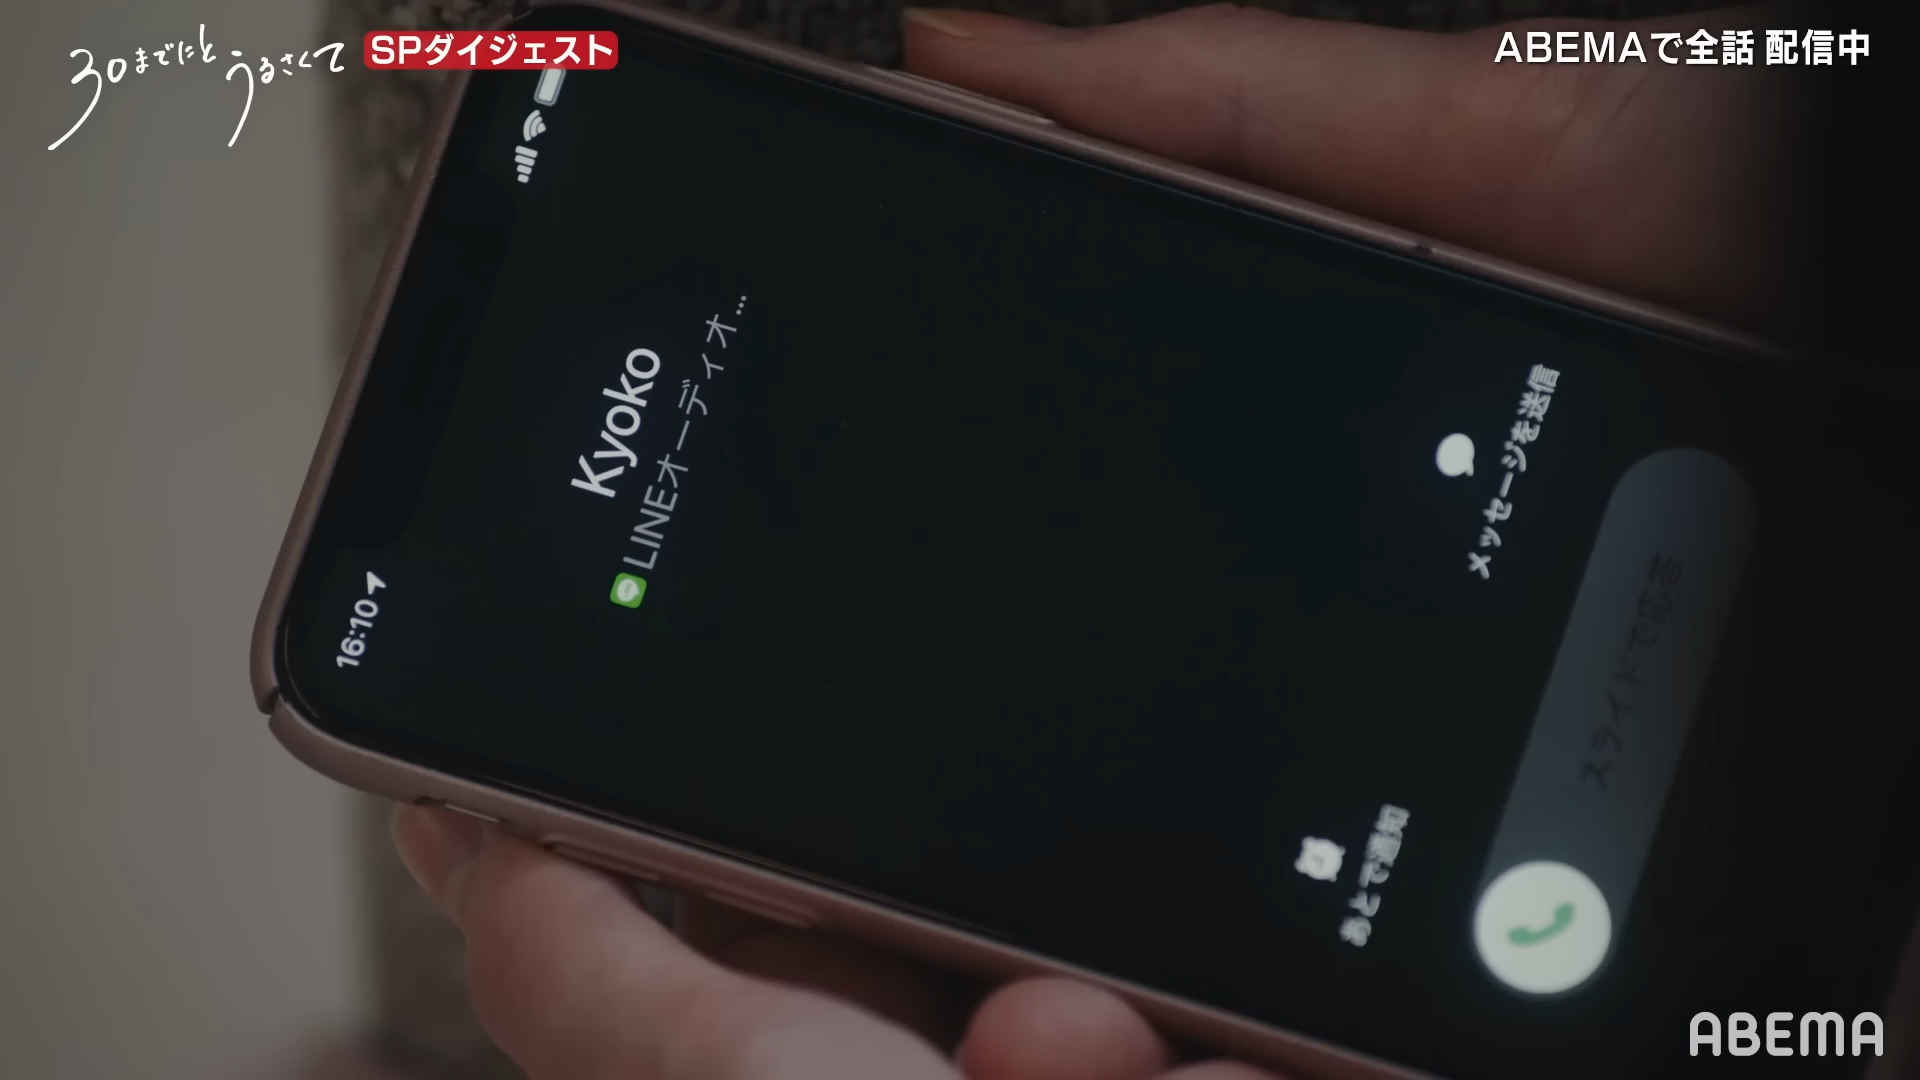 30までにと うるさくて
SPダイジェスト
ABEMAで全話 配信中
16:10
Kyoko
LINEオーディオ…
メッセージを送信
あとで通知
スライドで応答
ABEMA